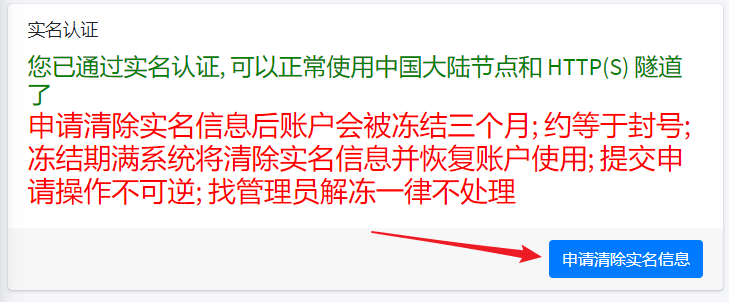 实名认证
您已通过实名认证, 可以正常使用中国大陆节点和 HTTP(S) 隧道
了
申请清除实名信息后账户会被冻结三个月; 约等于封号;
冻结期满系统将清除实名信息并恢复账户使用; 提交申
请操作不可逆; 找管理员解冻一律不处理
申请清除实名信息